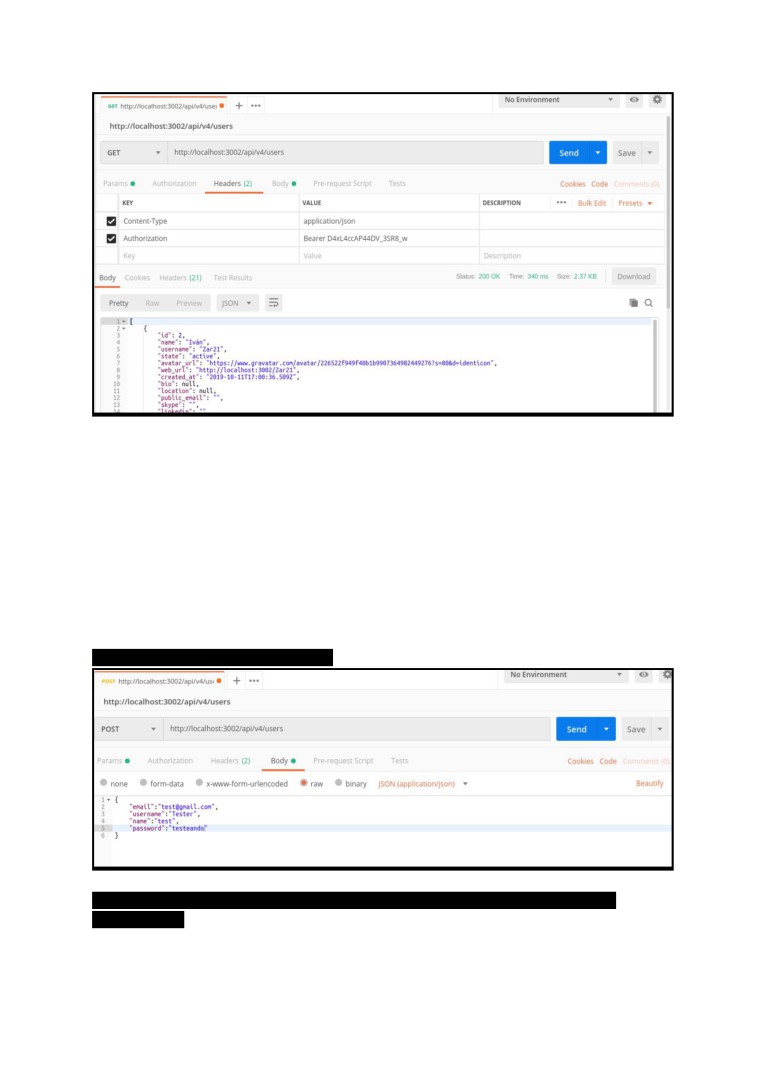 GET http://localhost:3002/api/v4/user + ••• No Environment
http://localhost:3002/api/v4/users
GET http://localhost:3002/api/v4/users Send Save
Params Authorization Headers (2) Body Pre-request Script Tests Cookies Code Comments (0)
KEY VALUE DESCRIPTION ••• Bulk Edit Presets
Content-Type application/json
Authorization Bearer D4xL4ccAP44DV_3SR8_w
Key Value Description
Body Cookies Headers (21) Test Results Status: 200 OK Time: 340 ms Size: 2.37 KB Download
Pretty Raw Preview JSON
1 [
2 {
3 "id": 2,
4 "name": "Iván",
5 "username": "Zar21",
6 "state": "active",
7 "avatar_url": "https://www.gravatar.com/avatar/226522f949f40b1b9907364982449276?s=80&d=identicon",
8 "web_url": "http://localhost:3002/Zar21",
9 "created_at": "2019-10-11T17:00:36.509Z",
10 "bio": null,
11 "location": null,
12 "public_email": "",
13 "skype": "",
14 "linkedin": ""
POST http://localhost:3002/api/v4/us + ••• No Environment
http://localhost:3002/api/v4/users
POST http://localhost:3002/api/v4/users Send Save
Params Authorization Headers (2) Body Pre-request Script Tests Cookies Code Comments (0)
none form-data x-www-form-urlencoded raw binary JSON (application/json) Beautify
1 {
2 "email":"test@gmail.com",
3 "username":"Tester",
4 "name":"test",
5 "password":"testeando"
6 }